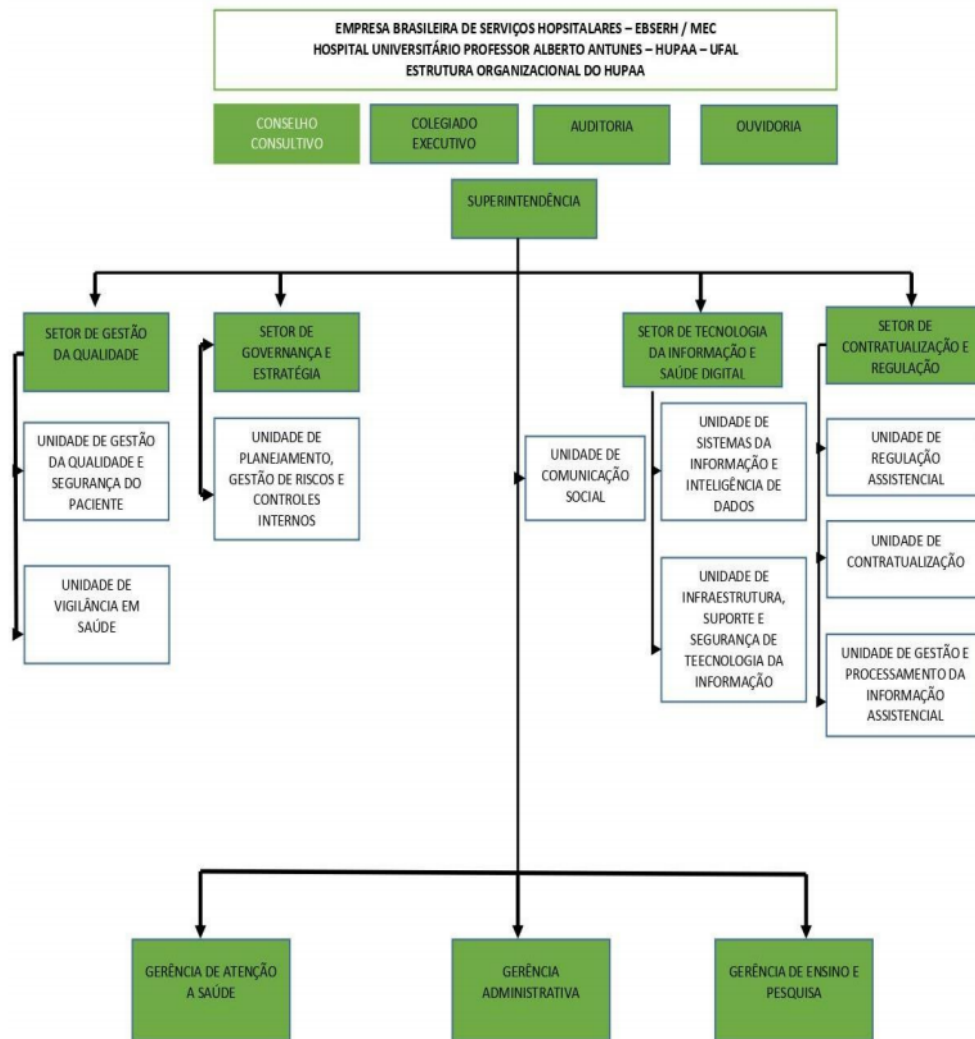 EMPRESA BRASILEIRA DE SERVIÇOS HOPSITALARES – EBSERH / MEC
HOSPITAL UNIVERSITÁRIO PROFESSOR ALBERTO ANTUNES – HUPAA – UFAL
ESTRUTURA ORGANIZACIONAL DO HUPAA
CONSELHO
CONSULTIVO
COLEGIADO
EXECUTIVO
AUDITORIA
OUVIDORIA
SUPERINTENDÊNCIA
SETOR DE GESTÃO
DA QUALIDADE
SETOR DE
GOVERNANÇA E
ESTRATÉGIA
SETOR DE TECNOLOGIA
DA INFORMAÇÃO E
SAÚDE DIGITAL
SETOR DE
CONTRATUALIZAÇÃO E
REGULAÇÃO
UNIDADE DE GESTÃO
DA QUALIDADE E
SEGURANÇA DO
PACIENTE
UNIDADE DE
PLANEJAMENTO,
GESTÃO DE RISCOS E
CONTROLES
INTERNOS
UNIDADE DE
COMUNICAÇÃO
SOCIAL
UNIDADE DE
SISTEMAS DA
INFORMAÇÃO E
INTELIGÊNCIA DE
DADOS
UNIDADE DE
REGULAÇÃO
ASSISTENCIAL
UNIDADE DE
CONTRATUALIZAÇÃO
UNIDADE DE
VIGILÂNCIA EM
SAÚDE
UNIDADE DE
INFRAESTRUTURA,
SUPORTE E
SEGURANÇA DE
TEECNOLOGIA DA
INFORMAÇÃO
UNIDADE DE GESTÃO E
PROCESSAMENTO DA
INFORMAÇÃO
ASSISTENCIAL
GERÊNCIA DE ATENÇÃO
A SAÚDE
GERÊNCIA
ADMINISTRATIVA
GERÊNCIA DE ENSINO E
PESQUISA